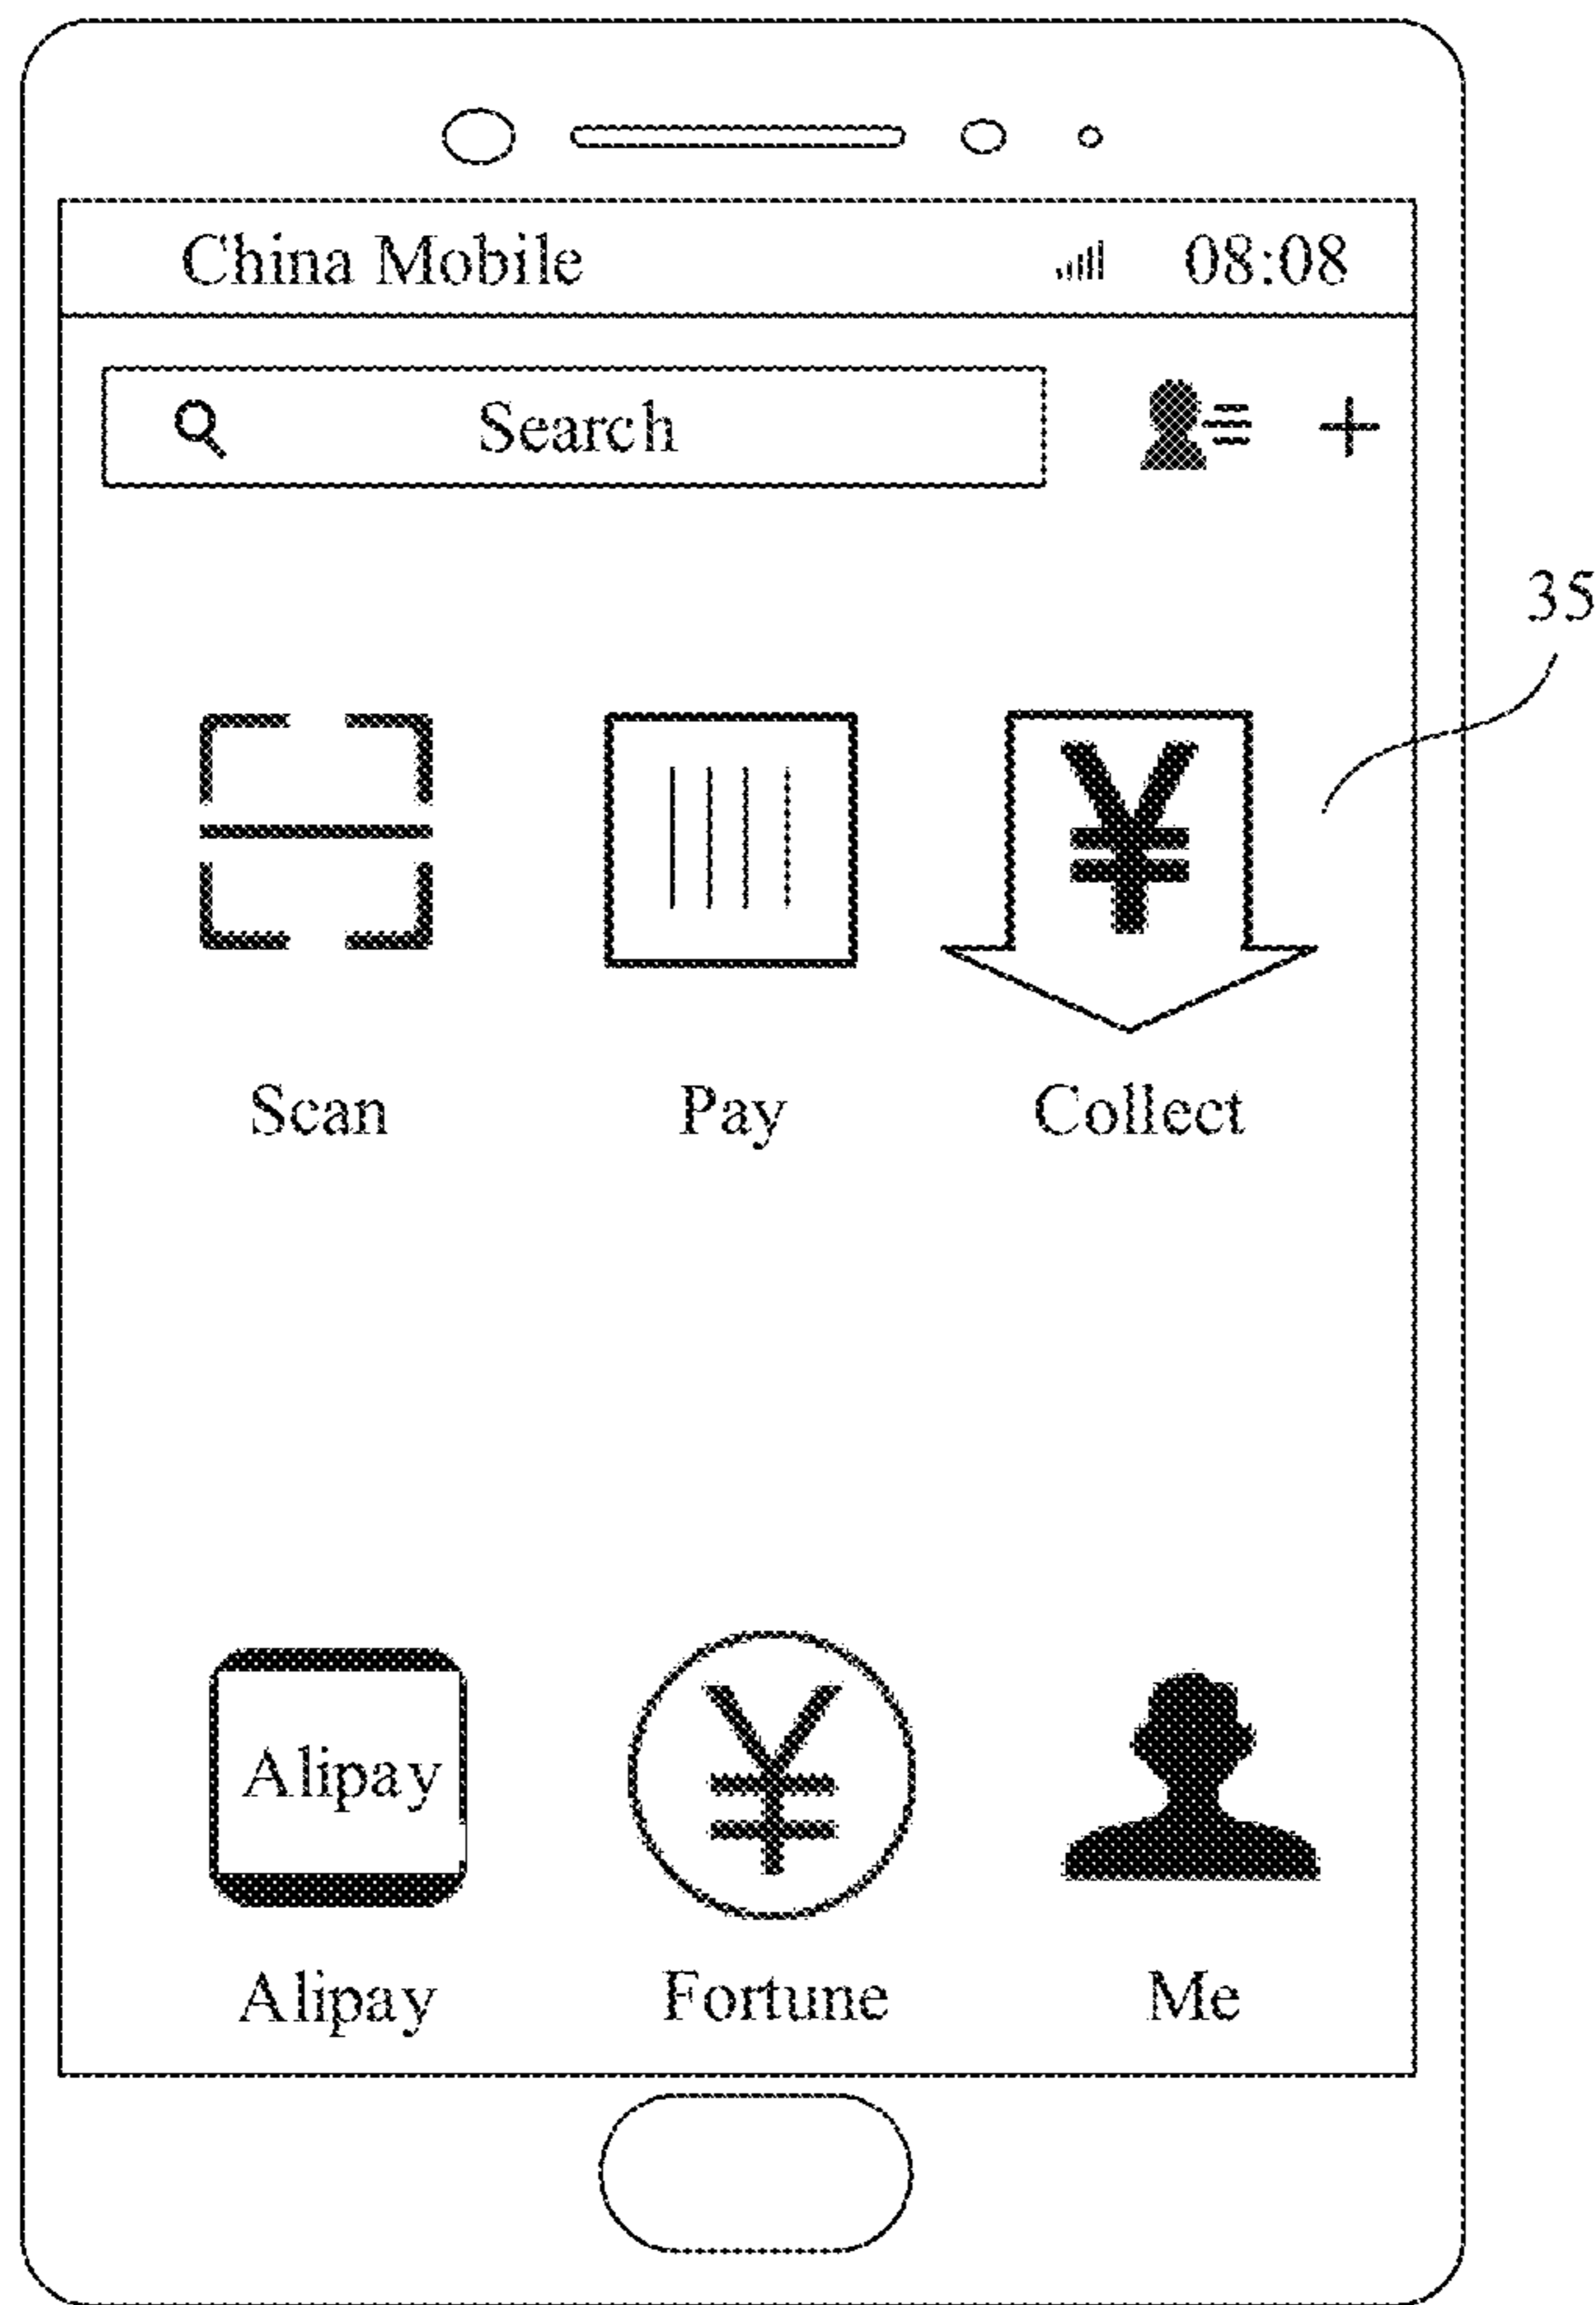 China Mobile 08:08
Search
35
¥
Scan Pay Collect
Alipay ¥
Alipay Fortune Me